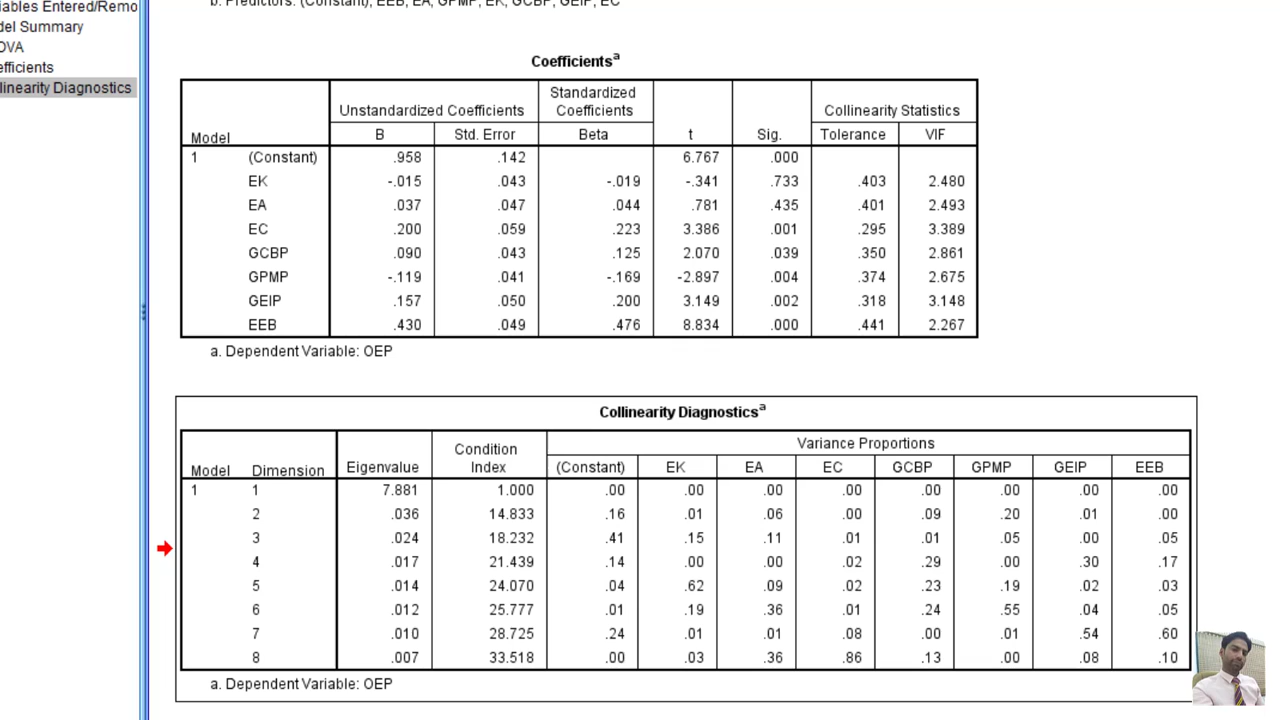 iables Entered/Remo
del Summary
OVA
efficients
linearity Diagnostics
b. Predictors: (Constant), EEB, EA, GPMP, EK, GCBP, GEIP, EC
Coefficientsa
Model Unstandardized Coefficients Standardized Coefficients t Sig. Collinearity Statistics
B Std. Error Beta Tolerance VIF
1 (Constant) .958 .142 6.767 .000
EK -.015 .043 -.019 -.341 .733 .403 2.480
EA .037 .047 .044 .781 .435 .401 2.493
EC .200 .059 .223 3.386 .001 .295 3.389
GCBP .090 .043 .125 2.070 .039 .350 2.861
GPMP -.119 .041 -.169 -2.897 .004 .374 2.675
GEIP .157 .050 .200 3.149 .002 .318 3.148
EEB .430 .049 .476 8.834 .000 .441 2.267
a. Dependent Variable: OEP
Collinearity Diagnosticsa
Model Dimension Eigenvalue Condition Index Variance Proportions
(Constant) EK EA EC GCBP GPMP GEIP EEB
1 1 7.881 1.000 .00 .00 .00 .00 .00 .00 .00 .00
2 .036 14.833 .16 .01 .06 .00 .09 .20 .01 .00
3 .024 18.232 .41 .15 .11 .01 .01 .05 .00 .05
4 .017 21.439 .14 .00 .00 .02 .29 .00 .30 .17
5 .014 24.070 .04 .62 .09 .02 .23 .19 .02 .03
6 .012 25.777 .01 .19 .36 .01 .24 .55 .04 .05
7 .010 28.725 .24 .01 .01 .08 .00 .01 .54 .60
8 .007 33.518 .00 .03 .36 .86 .13 .00 .08 .10
a. Dependent Variable: OEP